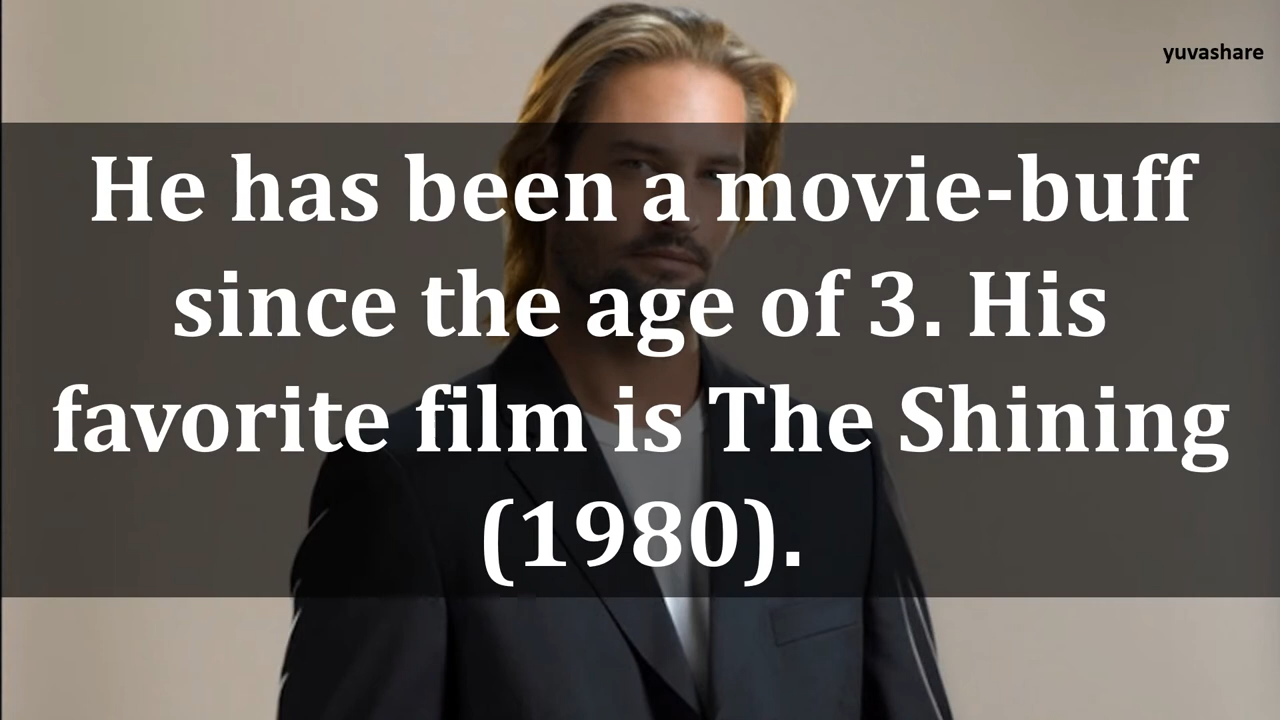 yuvashare
He has been a movie-buff
since the age of 3. His
favorite film is The Shining
(1980).